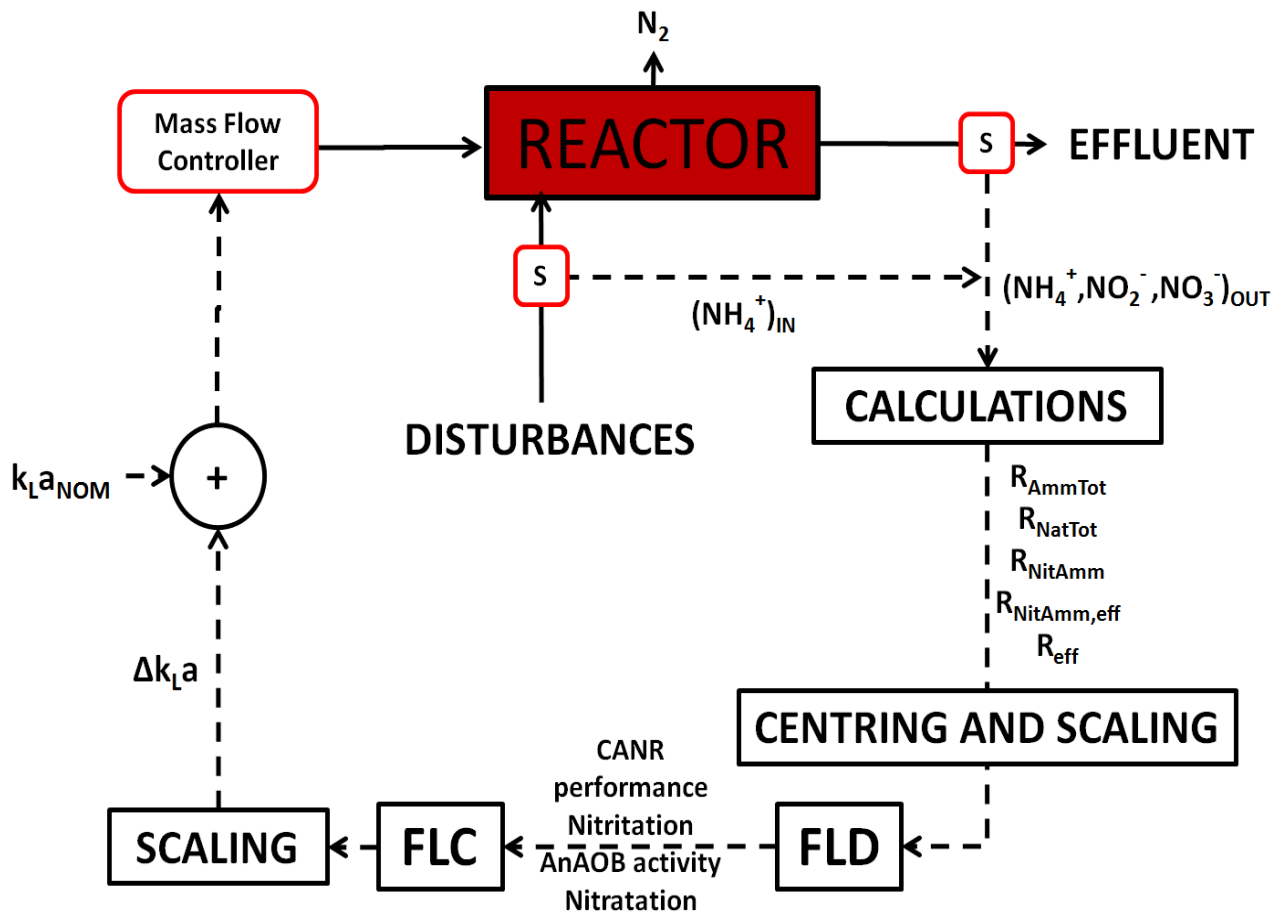 N₂
Mass Flow
Controller
REACTOR
S
EFFLUENT
S
(NH₄⁺)IN
(NH₄⁺,NO₂⁻,NO₃⁻)OUT
DISTURBANCES
CALCULATIONS
kLaNOM
+
RAmmTot
RNatTot
RNitAmm
RNitAmm,eff
Reff
ΔkLa
CENTRING AND SCALING
CANR
performance
Nitritation
AnAOB activity
Nitratation
SCALING
FLC
FLD